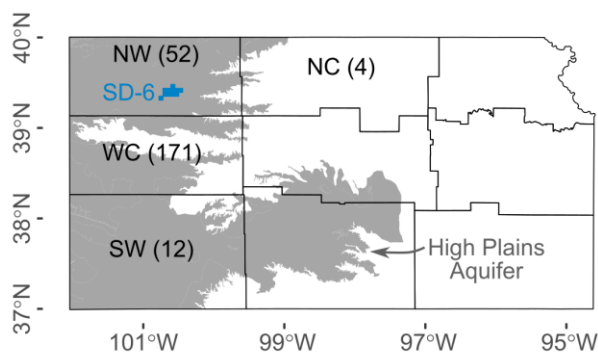 40°N
NW (52)
NC (4)
SD-6
39°N
WC (171)
38°N
SW (12)
High Plains
Aquifer
37°N
101°W
99°W
97°W
95°W